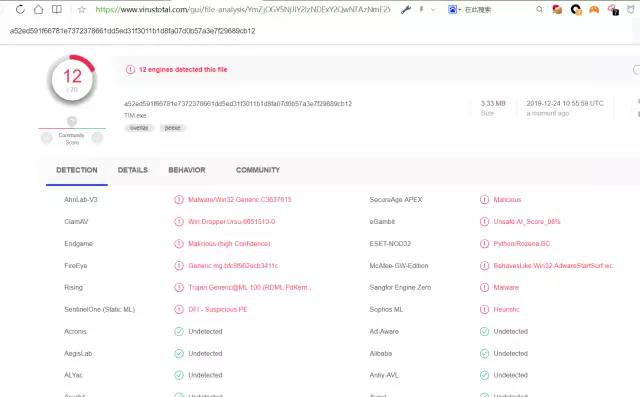 https://www.virustotal.com/gui/file-analysis/
在此搜索
a52ed591f66781e7372378661dd5ed31f3011b1d8fa07d0b57a3e7f29689cb12
12
/ 70
Community
Score
12 engines detected this file
a52ed591f66781e7372378661dd5ed31f3011b1d8fa07d0b57a3e7f29689cb12
TIM.exe
overlay peexe
3.33 MB
Size
2019-12-24 10:55:59 UTC
a moment ago
DETECTION DETAILS BEHAVIOR COMMUNITY
AhnLab-V3 Malware/Win32.Generic.C3637615 SecureAge APEX Malicious
ClamAV Win.Dropper.Ursu-6651510-0 eGambit Unsafe.AI_Score_98%
Endgame Malicious (high Confidence) ESET-NOD32 Python/Rozena.BC
FireEye Generic.mg.bfc8f962ecb3411c McAfee-GW-Edition BehavesLike.Win32.AdwareStartSurf.wc
Rising Trojan.Generic@ML.100 (RDML:PdKem... Sangfor Engine Zero Malware
SentinelOne (Static ML) DFI - Suspicious PE Sophos ML Heuristic
Acronis Undetected Ad-Aware Undetected
AegisLab Undetected Alibaba Undetected
ALYac Undetected Antiy-AVL Undetected